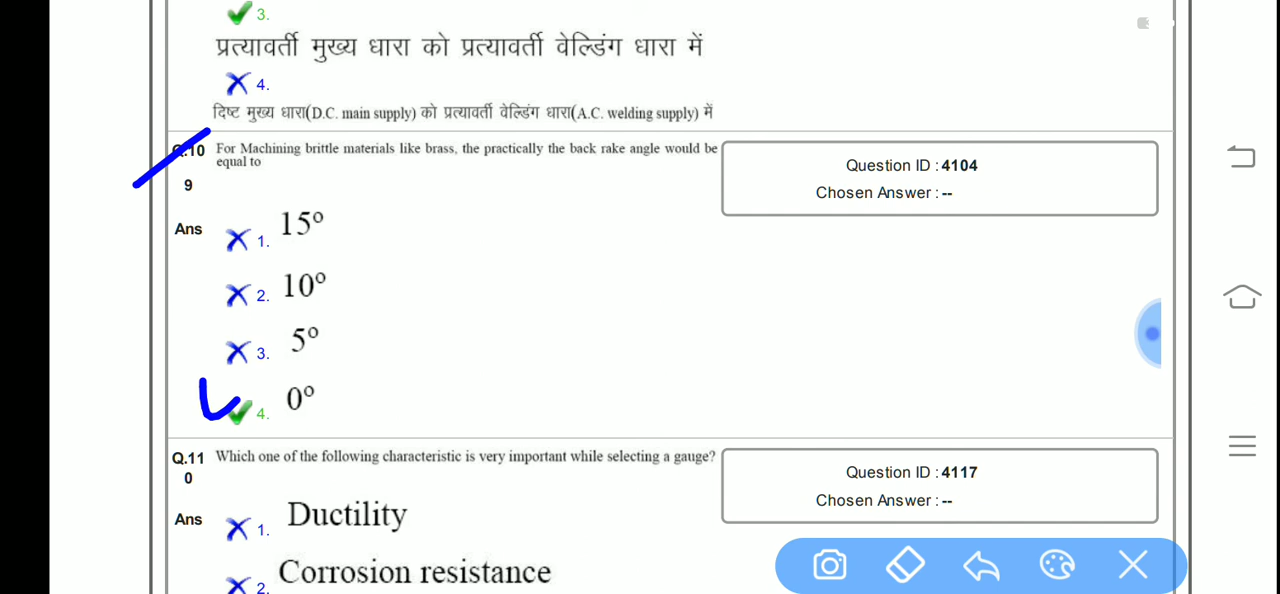 3.
प्रत्यावर्ती मुख्य धारा को प्रत्यावर्ती वेल्डिंग धारा में
4.
दिष्ट मुख्य धारा(D.C. main supply) को प्रत्यावर्ती वेल्डिंग धारा(A.C. welding supply) में
Q.10 For Machining brittle materials like brass, the practically the back rake angle would be
equal to
9
Question ID : 4104
Chosen Answer : --
Ans
1. 15°
2. 10°
3. 5°
4. 0°
Q.11 Which one of the following characteristic is very important while selecting a gauge?
0
Question ID : 4117
Chosen Answer : --
Ans
1. Ductility
2. Corrosion resistance